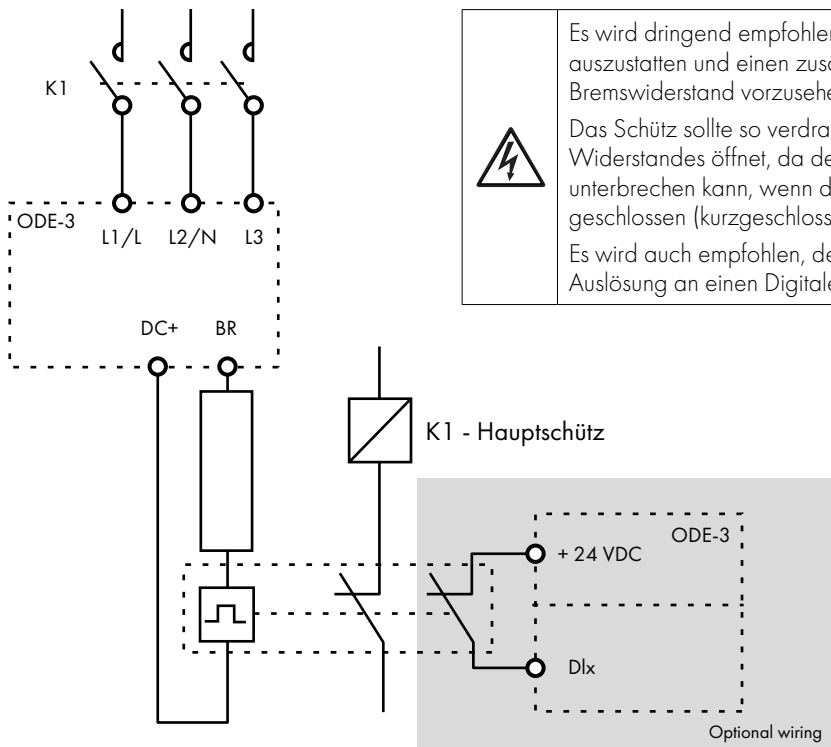 K1
ODE-3
L1/L L2/N L3
DC+ BR
Es wird dringend empfohlen
auszustatten und einen zusa
Bremswiderstand vorzusehe
Das Schütz sollte so verdra
Widerstandes öffnet, da de
unterbrechen kann, wenn d
geschlossen (kurzgeschloss
Es wird auch empfohlen, de
Auslösung an einen Digitale
K1 - Hauptschütz
ODE-3
+ 24 VDC
DIx
Optional wiring